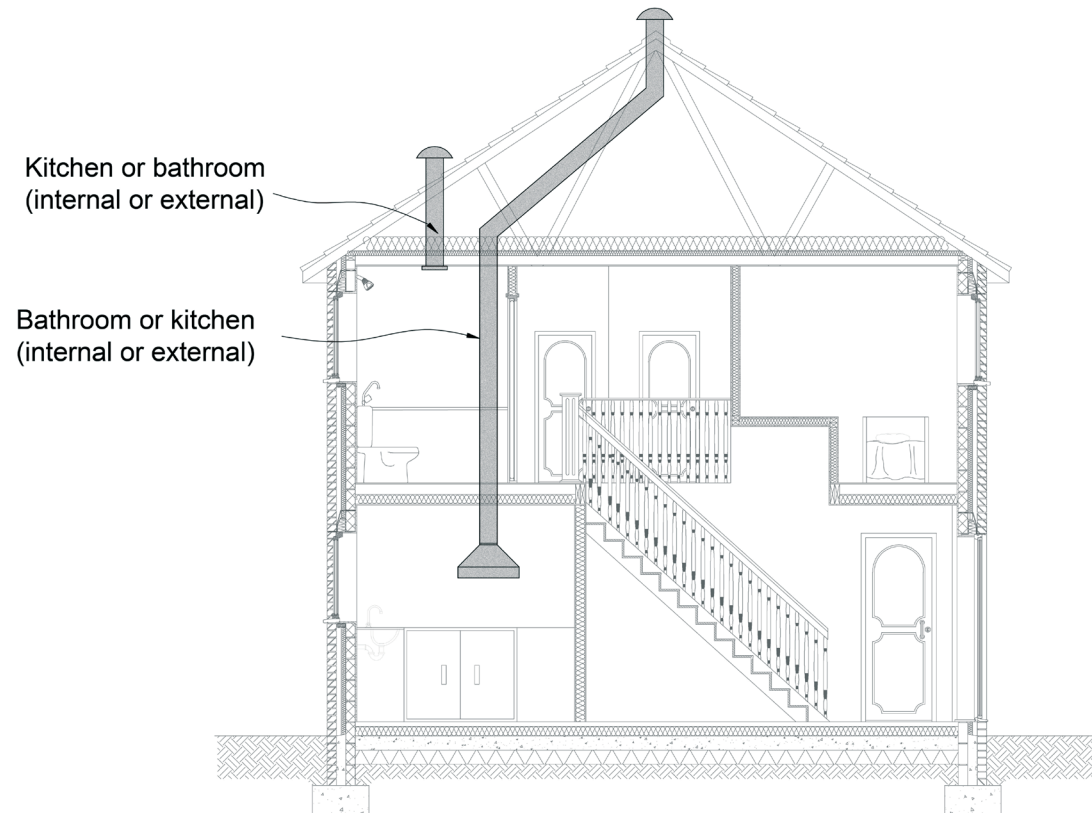 Kitchen or bathroom
(internal or external)
Bathroom or kitchen
(internal or external)